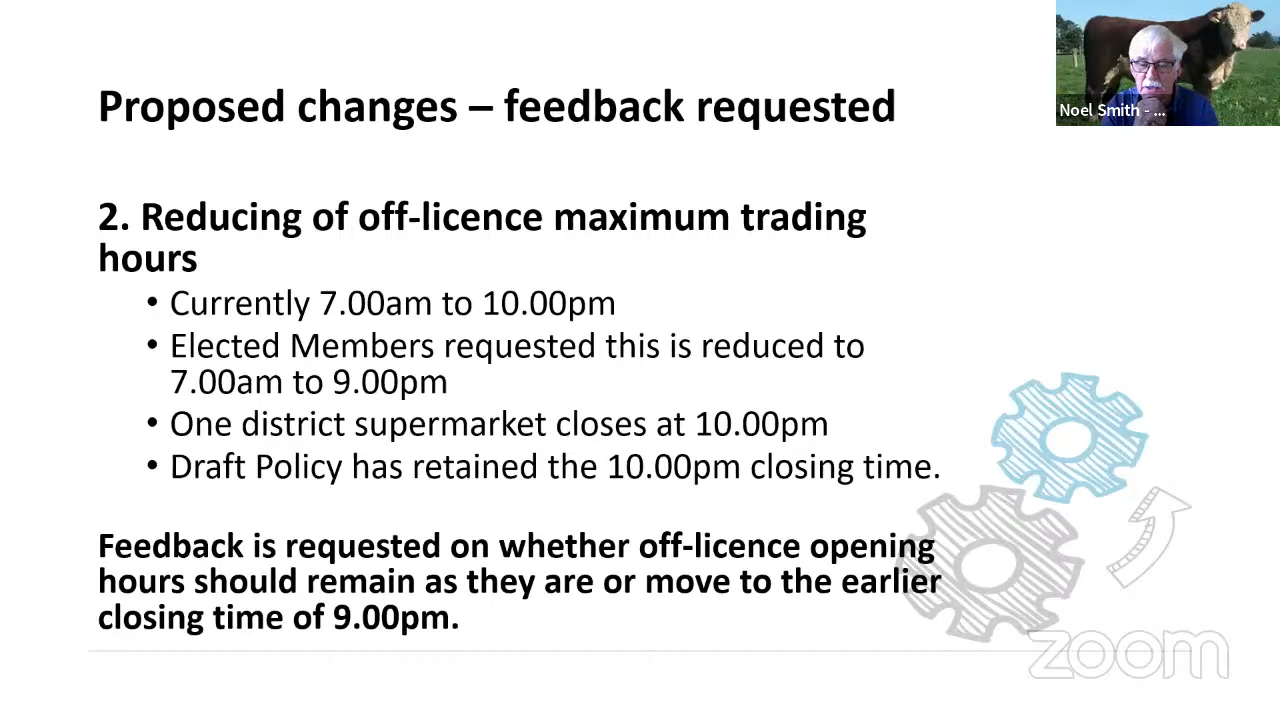 Proposed changes – feedback requested
Noel Smith - ...
2. Reducing of off-licence maximum trading
hours
• Currently 7.00am to 10.00pm
• Elected Members requested this is reduced to
7.00am to 9.00pm
• One district supermarket closes at 10.00pm
• Draft Policy has retained the 10.00pm closing time.
Feedback is requested on whether off-licence opening
hours should remain as they are or move to the earlier
closing time of 9.00pm.
zoom